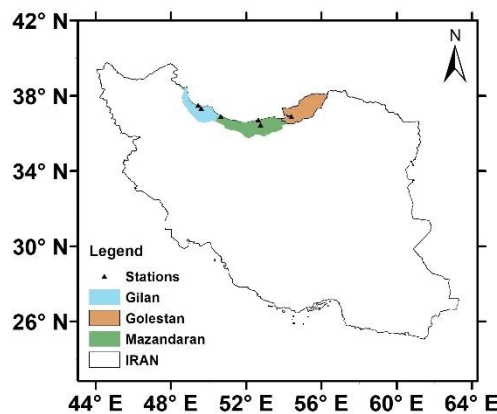 42° N
38° N
34° N
30° N
26° N
N
Legend
Stations
Gilan
Golestan
Mazandaran
IRAN
44° E 48° E 52° E 56° E 60° E 64° E